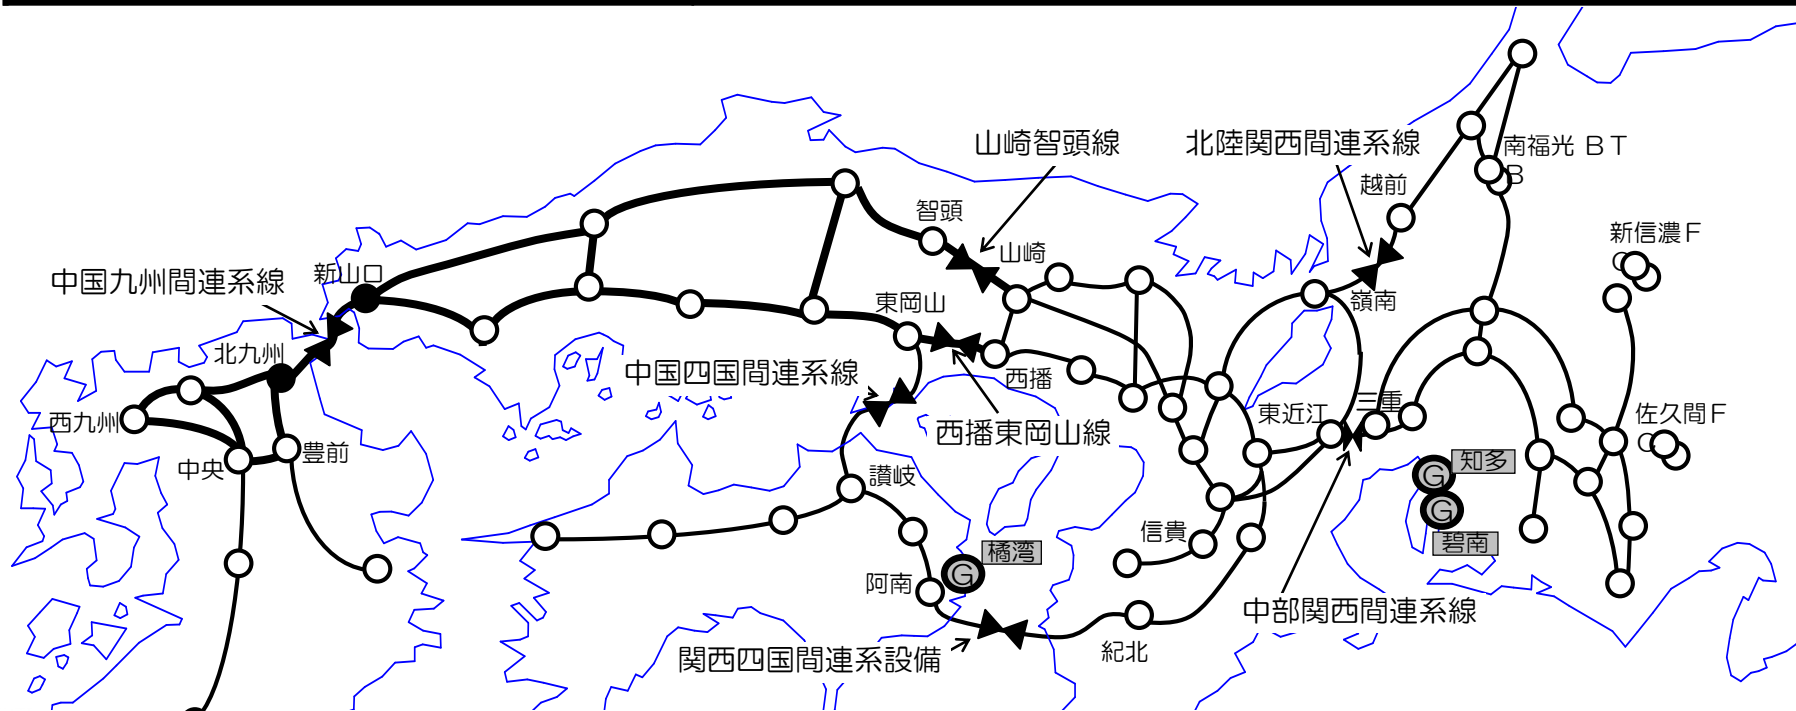 山崎智頭線
北陸関西間連系線
南福光 BT
B
越前
智頭
新信濃F
C
山崎
中国九州間連系線
新山口
東岡山
嶺南
北九州
中国四国間連系線
西播
西九州
東近江
三重
佐久間F
C
西播東岡山線
中央
豊前
讃岐
G
知多
G
碧南
信貴
橘湾
G
阿南
中部関西間連系線
関西四国間連系設備
紀北